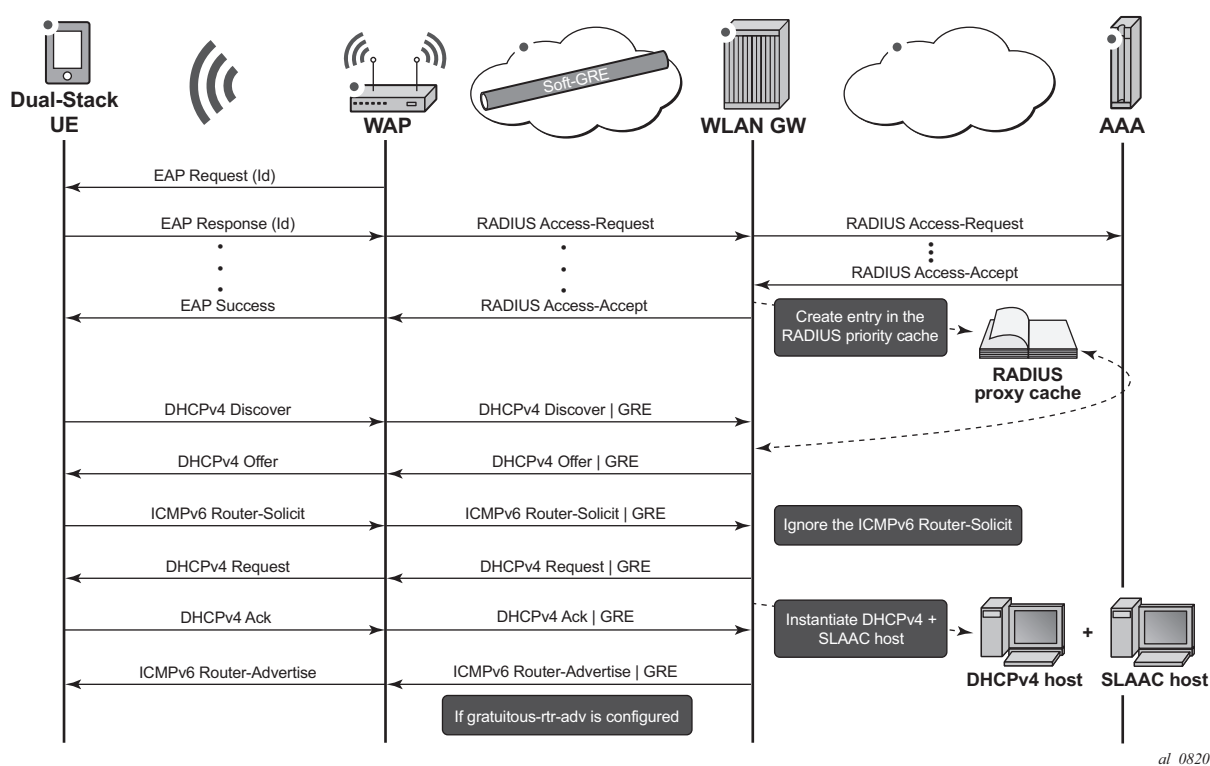 Soft-GRE
Dual-Stack
UE
WAP
WLAN GW
AAA
EAP Request (Id)
EAP Response (Id)
RADIUS Access-Request
RADIUS Access-Request
RADIUS Access-Accept
EAP Success
RADIUS Access-Accept
Create entry in the
RADIUS priority cache
RADIUS
proxy cache
DHCPv4 Discover
DHCPv4 Discover | GRE
DHCPv4 Offer
DHCPv4 Offer | GRE
ICMPv6 Router-Solicit
ICMPv6 Router-Solicit | GRE
Ignore the ICMPv6 Router-Solicit
DHCPv4 Request
DHCPv4 Request | GRE
DHCPv4 Ack
DHCPv4 Ack | GRE
Instantiate DHCPv4 +
SLAAC host
+
ICMPv6 Router-Advertise
ICMPv6 Router-Advertise | GRE
DHCPv4 host
SLAAC host
If gratuitous-rtr-adv is configured
al_0820